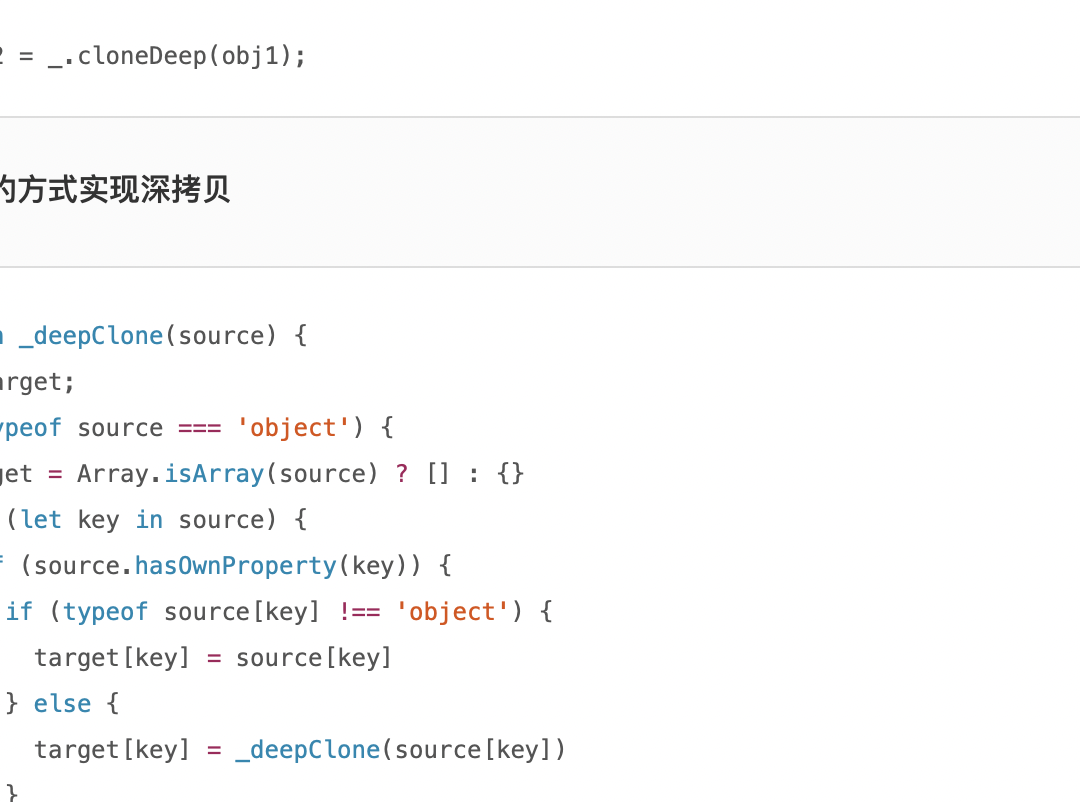 2 = _.cloneDeep(obj1);
的方式实现深拷贝
_deepClone(source) {
target;
typeof source === 'object') {
get = Array.isArray(source) ? [] : {}
(let key in source) {
(source.hasOwnProperty(key)) {
if (typeof source[key] !== 'object') {
target[key] = source[key]
} else {
target[key] = _deepClone(source[key])
}